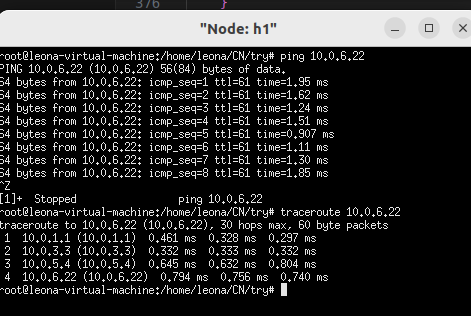 376 }
"Node: h1"
root@leona-virtual-machine:/home/leona/CN/try# ping 10.0.6.22
PING 10.0.6.22 (10.0.6.22) 56(84) bytes of data.
64 bytes from 10.0.6.22: icmp_seq=1 ttl=61 time=1.95 ms
64 bytes from 10.0.6.22: icmp_seq=2 ttl=61 time=1.62 ms
64 bytes from 10.0.6.22: icmp_seq=3 ttl=61 time=1.24 ms
64 bytes from 10.0.6.22: icmp_seq=4 ttl=61 time=1.51 ms
64 bytes from 10.0.6.22: icmp_seq=5 ttl=61 time=0.907 ms
64 bytes from 10.0.6.22: icmp_seq=6 ttl=61 time=1.11 ms
64 bytes from 10.0.6.22: icmp_seq=7 ttl=61 time=1.30 ms
64 bytes from 10.0.6.22: icmp_seq=8 ttl=61 time=1.85 ms
^Z
[1]+  Stopped                 ping 10.0.6.22
root@leona-virtual-machine:/home/leona/CN/try# traceroute 10.0.6.22
traceroute to 10.0.6.22 (10.0.6.22), 30 hops max, 60 byte packets
 1  10.0.1.1 (10.0.1.1)  0.461 ms  0.328 ms  0.297 ms
 2  10.0.3.3 (10.0.3.3)  0.332 ms  0.333 ms  0.332 ms
 3  10.0.5.4 (10.0.5.4)  0.645 ms  0.632 ms  0.804 ms
 4  10.0.6.22 (10.0.6.22)  0.794 ms  0.756 ms  0.740 ms
root@leona-virtual-machine:/home/leona/CN/try#